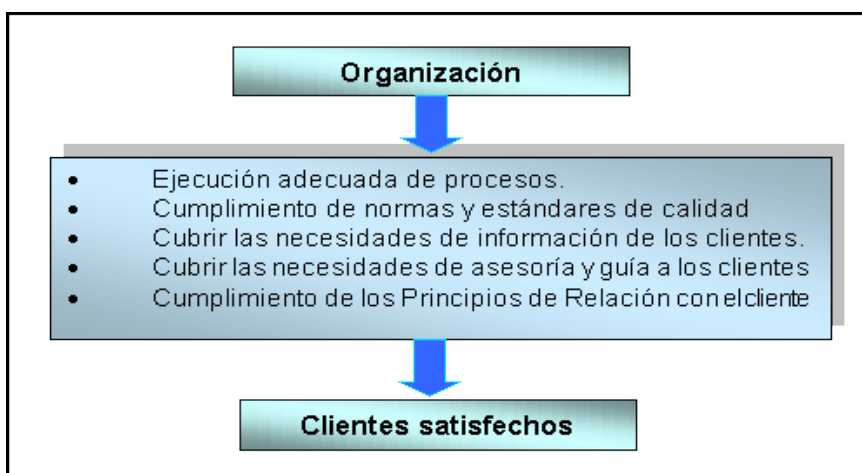 Organización
• Ejecución adecuada de procesos.
• Cumplimiento de normas y estándares de calidad
• Cubrir las necesidades de información de los clientes.
• Cubrir las necesidades de asesoría y guía a los clientes
• Cumplimiento de los Principios de Relación con el cliente
Clientes satisfechos